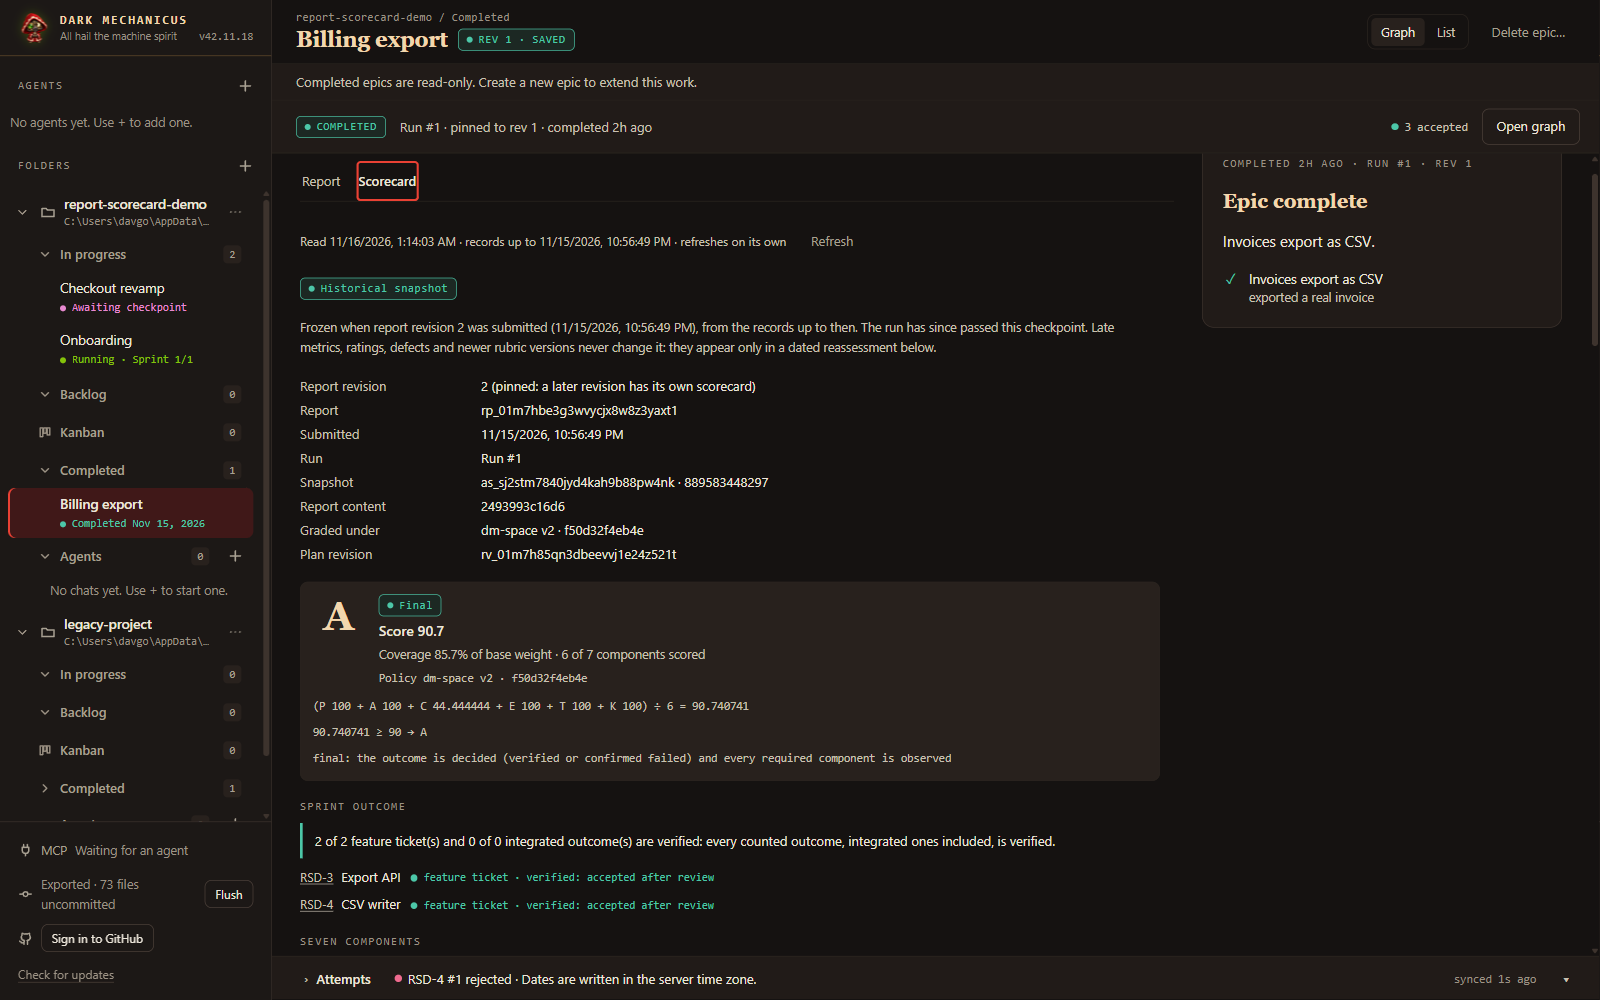 DARK MECHANICUS
All hail the machine spirit v42.11.18
AGENTS
No agents yet. Use + to add one.
FOLDERS
report-scorecard-demo
C:\Users\davgo\AppData\…
In progress 2
Checkout revamp
Awaiting checkpoint
Onboarding
Running · Sprint 1/1
Backlog 0
Kanban 0
Completed 1
Billing export
Completed Nov 15, 2026
Agents 0
No chats yet. Use + to start one.
legacy-project
C:\Users\davgo\AppData\…
In progress 0
Backlog 0
Kanban 0
Completed 1
MCP Waiting for an agent
Exported · 73 files
uncommitted
Flush
Sign in to GitHub
Check for updates
report-scorecard-demo / Completed
Billing export
REV 1 · SAVED
Graph List Delete epic...
Completed epics are read-only. Create a new epic to extend this work.
COMPLETED Run #1 · pinned to rev 1 · completed 2h ago
3 accepted Open graph
Report Scorecard
Read 11/16/2026, 1:14:03 AM · records up to 11/15/2026, 10:56:49 PM · refreshes on its own Refresh
Historical snapshot
Frozen when report revision 2 was submitted (11/15/2026, 10:56:49 PM), from the records up to then. The run has since passed this checkpoint. Late
metrics, ratings, defects and newer rubric versions never change it: they appear only in a dated reassessment below.
Report revision 2 (pinned: a later revision has its own scorecard)
Report rp_01m7hbe3g3wvycjx8w8z3yaxt1
Submitted 11/15/2026, 10:56:49 PM
Run Run #1
Snapshot as_sj2stm7840jyd4kah9b88pw4nk · 889583448297
Report content 2493993c16d6
Graded under dm-space v2 · f50d32f4eb4e
Plan revision rv_01m7h85qn3dbeevvj1e24z521t
A
Final
Score 90.7
Coverage 85.7% of base weight · 6 of 7 components scored
Policy dm-space v2 · f50d32f4eb4e
(P 100 + A 100 + C 44.444444 + E 100 + T 100 + K 100) ÷ 6 = 90.740741
90.740741 ≥ 90 → A
final: the outcome is decided (verified or confirmed failed) and every required component is observed
SPRINT OUTCOME
2 of 2 feature ticket(s) and 0 of 0 integrated outcome(s) are verified: every counted outcome, integrated ones included, is verified.
RSD-3 Export API feature ticket · verified: accepted after review
RSD-4 CSV writer feature ticket · verified: accepted after review
SEVEN COMPONENTS
COMPLETED 2H AGO · RUN #1 · REV 1
Epic complete
Invoices export as CSV.
Invoices export as CSV
exported a real invoice
Attempts RSD-4 #1 rejected · Dates are written in the server time zone.
synced 1s ago